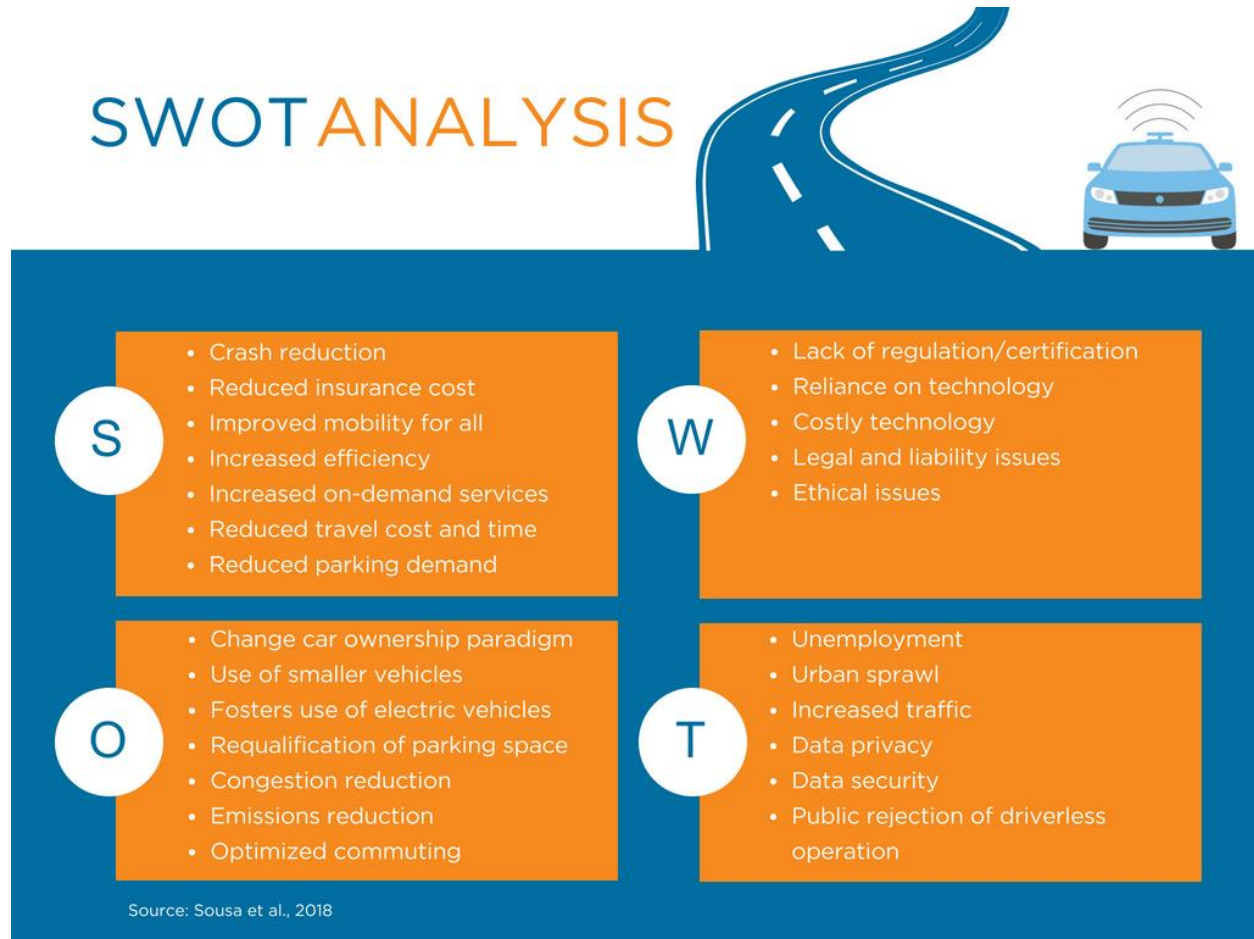 SWOT ANALYSIS
S
• Crash reduction
• Reduced insurance cost
• Improved mobility for all
• Increased efficiency
• Increased on-demand services
• Reduced travel cost and time
• Reduced parking demand
W
• Lack of regulation/certification
• Reliance on technology
• Costly technology
• Legal and liability issues
• Ethical issues
O
• Change car ownership paradigm
• Use of smaller vehicles
• Fosters use of electric vehicles
• Requalification of parking space
• Congestion reduction
• Emissions reduction
• Optimized commuting
T
• Unemployment
• Urban sprawl
• Increased traffic
• Data privacy
• Data security
• Public rejection of driverless
operation
Source: Sousa et al., 2018